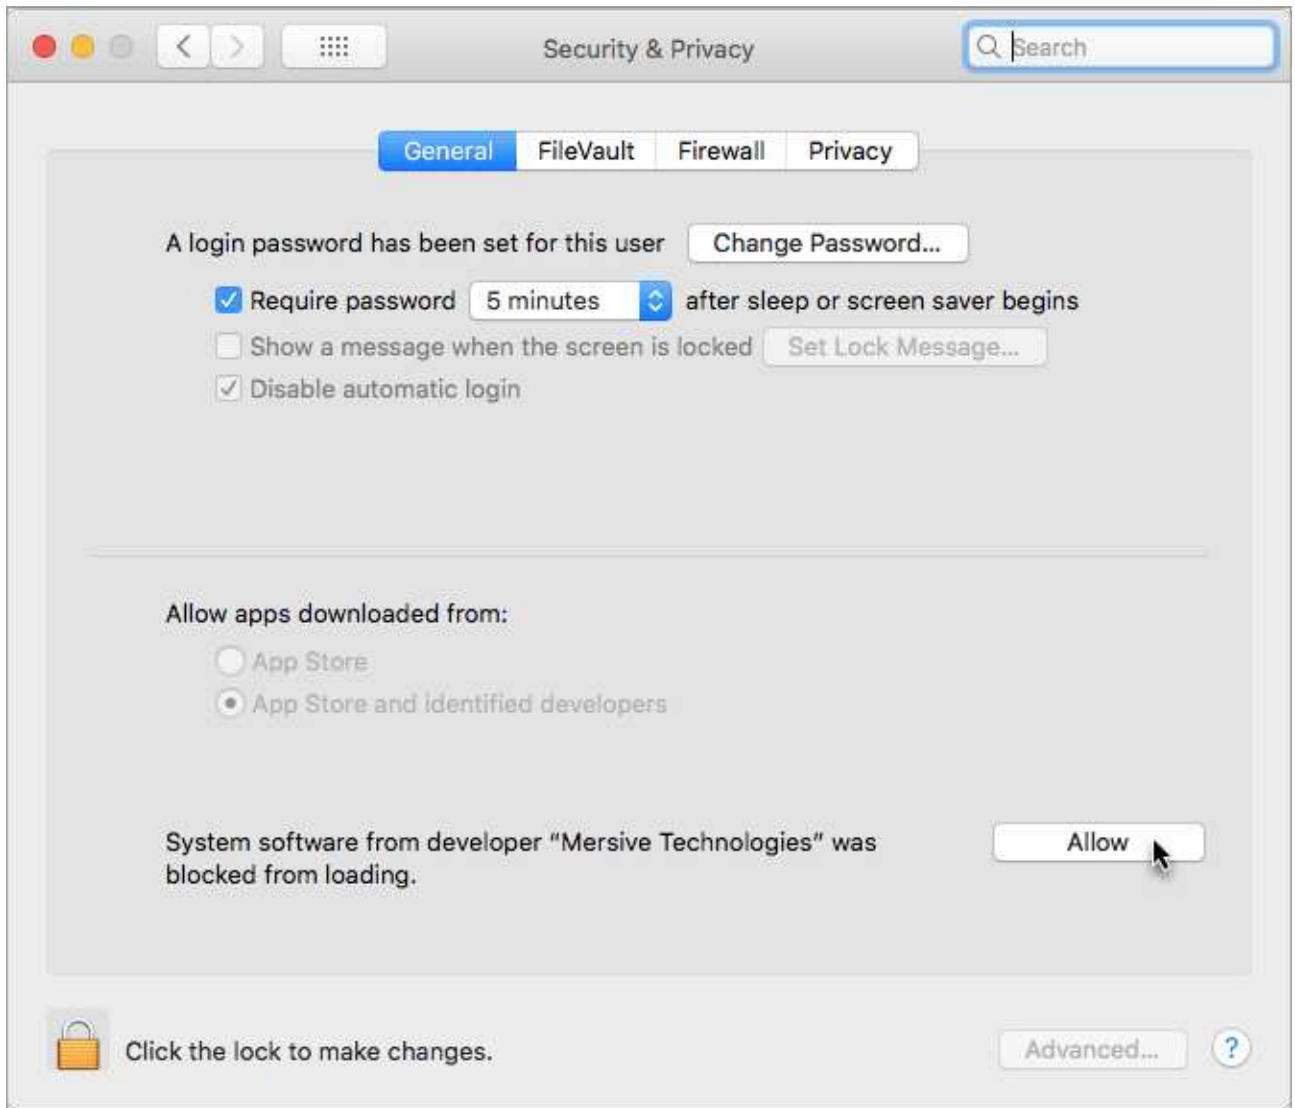 Security & Privacy
Search
General FileVault Firewall Privacy
A login password has been set for this user Change Password...
Require password 5 minutes after sleep or screen saver begins
Show a message when the screen is locked Set Lock Message...
Disable automatic login
Allow apps downloaded from:
App Store
App Store and identified developers
System software from developer “Mersive Technologies” was
blocked from loading.
Allow
Click the lock to make changes.
Advanced...
?